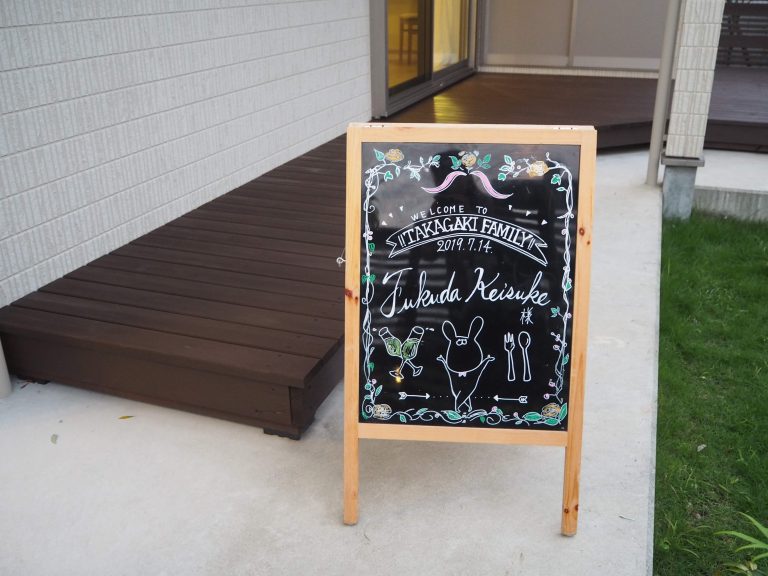 WELCOME TO
TAKAGAKI FAMILY
2019.7.14.
Fukuda Keisuke
様